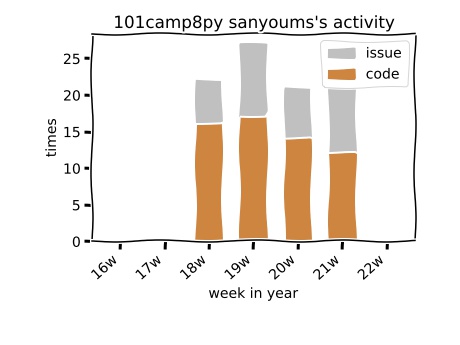 101camp8py sanyoums's activity
issue
code
25
20
15
10
5
0
times
16w 17w 18w 19w 20w 21w 22w
week in year